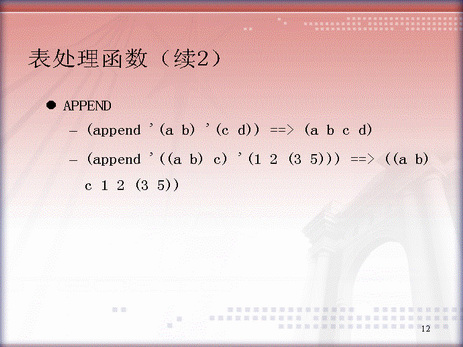 表处理函数（续2）
● APPEND
– (append '(a b) '(c d)) ==> (a b c d)
– (append '((a b) c) '(1 2 (3 5))) ==> ((a b)
c 1 2 (3 5))
12